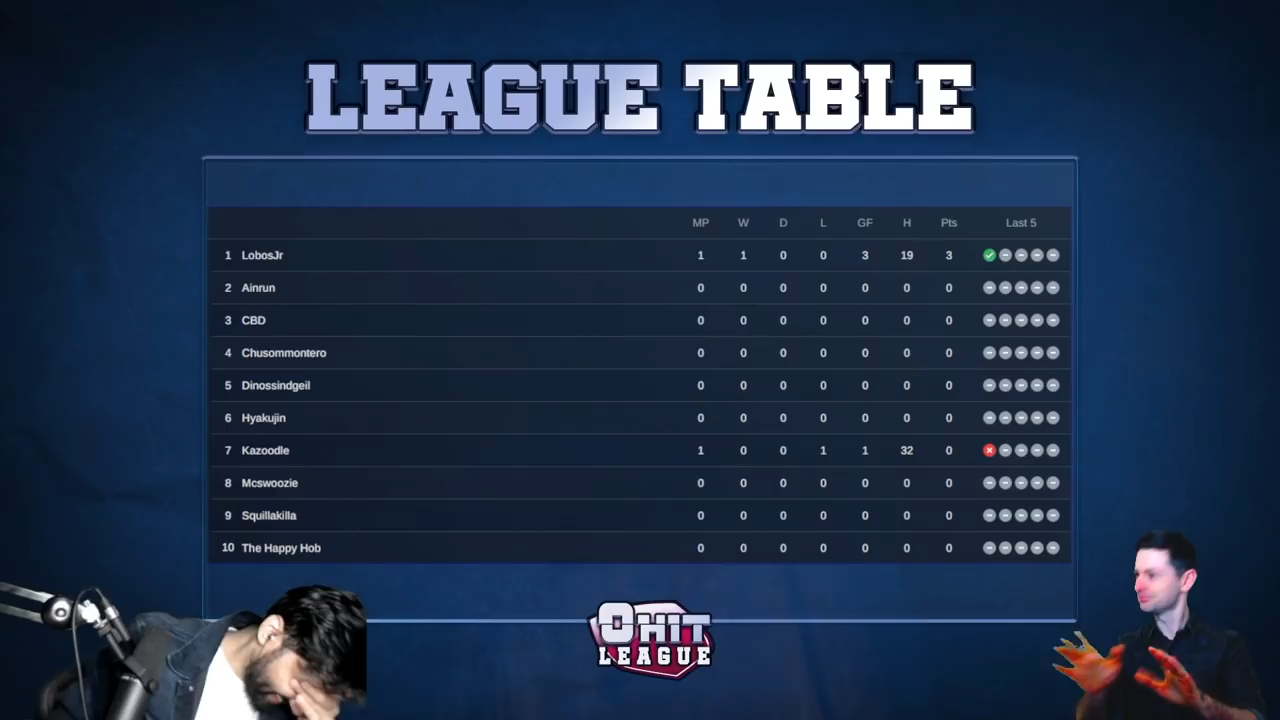 LEAGUE TABLE
MP W D L GF H Pts Last 5
1 LobosJr 1 1 0 0 3 19 3
2 Ainrun 0 0 0 0 0 0 0
3 CBD 0 0 0 0 0 0 0
4 Chusommontero 0 0 0 0 0 0 0
5 Dinossindgeil 0 0 0 0 0 0 0
6 Hyakujin 0 0 0 0 0 0 0
7 Kazoodle 1 0 0 1 1 32 0
8 Mcswoozie 0 0 0 0 0 0 0
9 Squillakilla 0 0 0 0 0 0 0
10 The Happy Hob 0 0 0 0 0 0 0
0HIT
LEAGUE